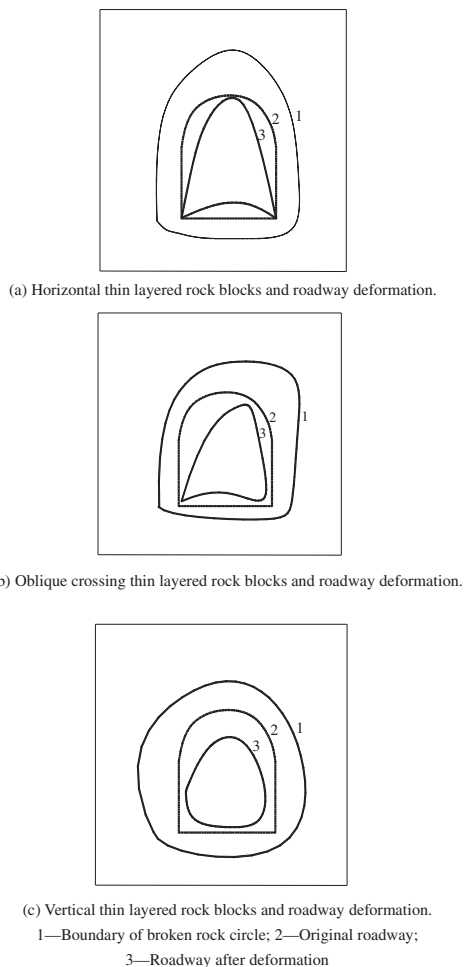 1
2
3
(a) Horizontal thin layered rock blocks and roadway deformation.
1
2
3
b) Oblique crossing thin layered rock blocks and roadway deformation.
1
2
3
(c) Vertical thin layered rock blocks and roadway deformation.
1—Boundary of broken rock circle; 2—Original roadway;
3—Roadway after deformation